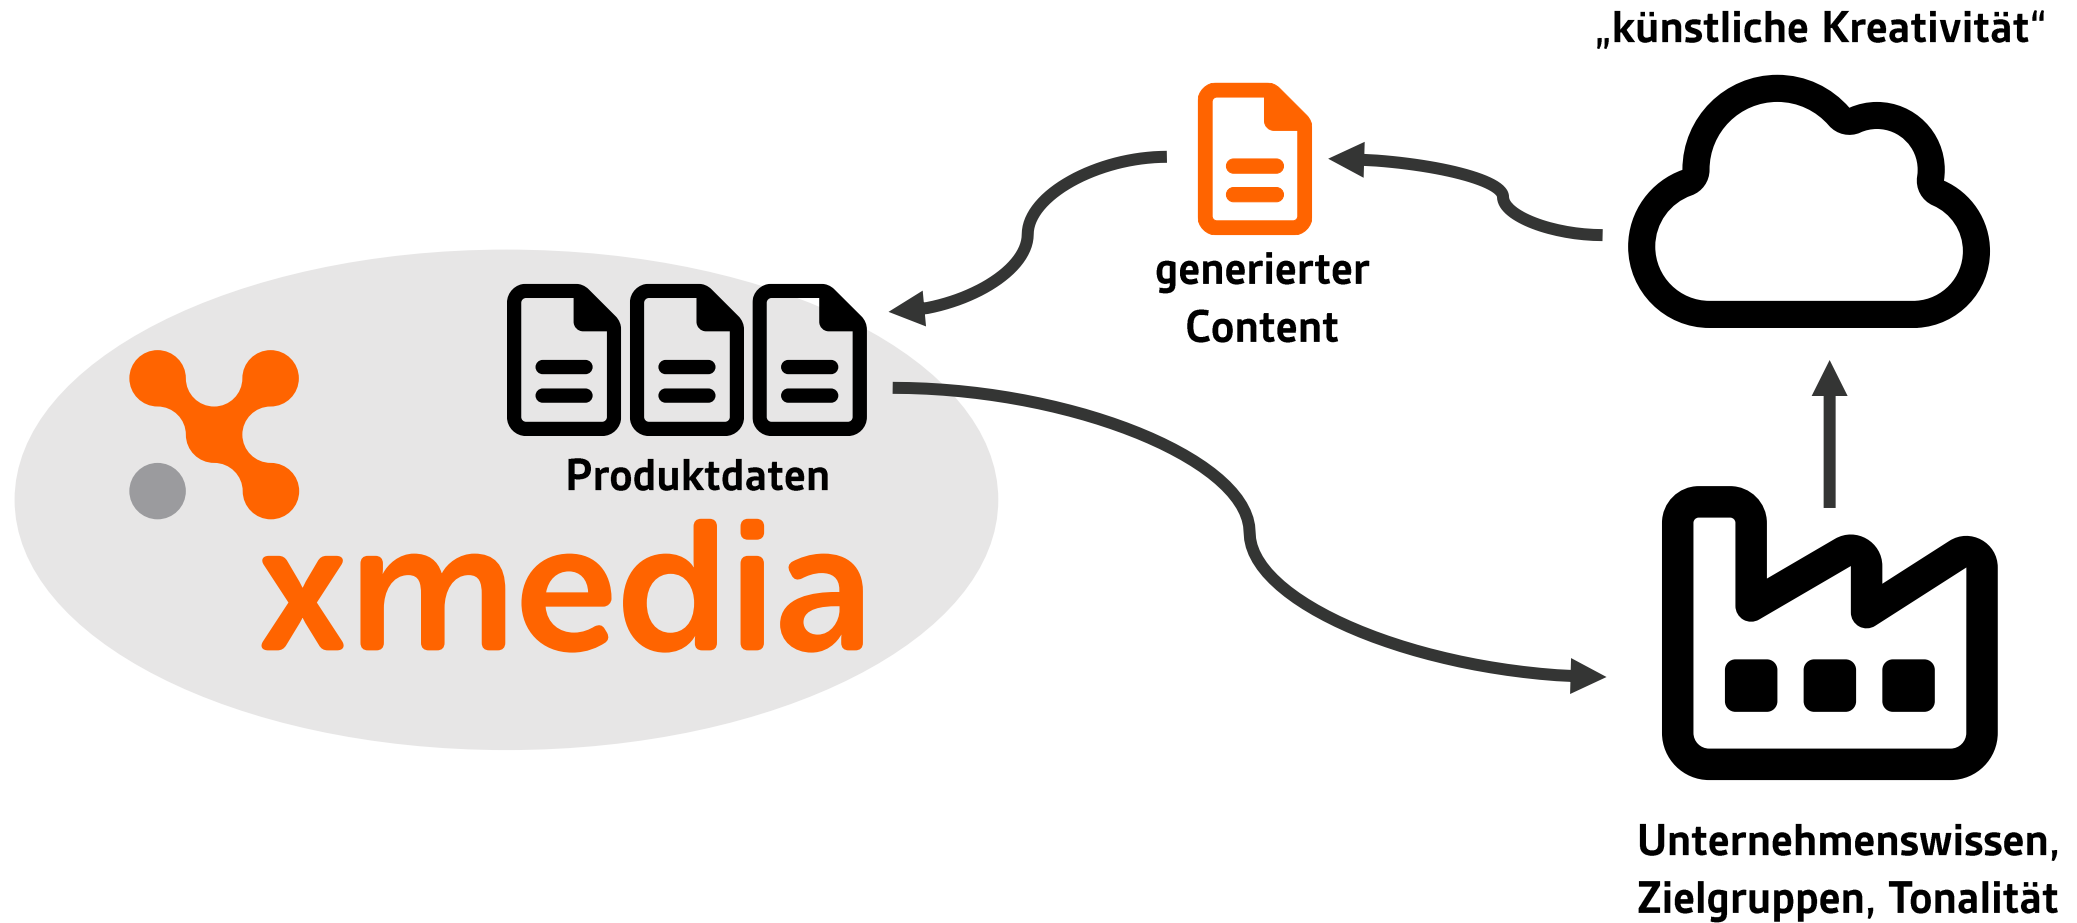 „künstliche Kreativität“
generierter
Content
Produktdaten
xmedia
Unternehmenswissen,
Zielgruppen, Tonalität